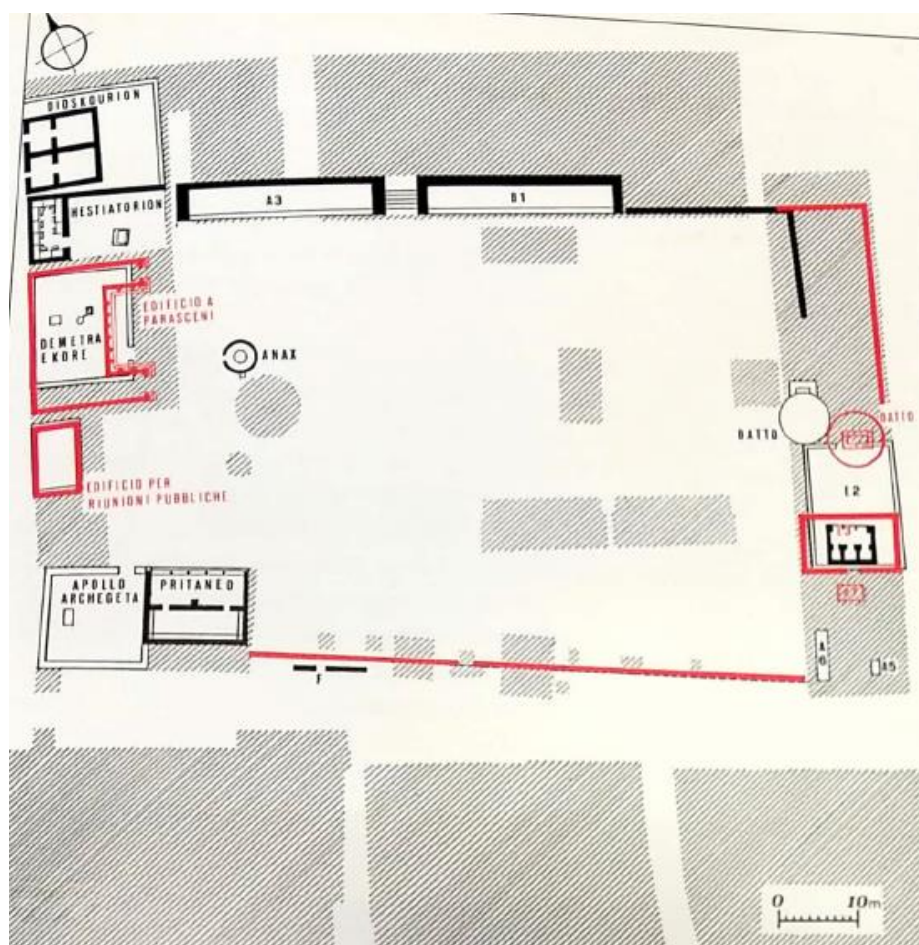 DIOSKOURION
HESTIATORION
A3
B1
EDIFICIO A
PARASCENI
DEMETRA
E KORE
ANAX
BATTO
BATTO
E2
EDIFICIO PER
RIUNIONI PUBBLICHE
E3
APOLLO
ARCHEGETA
PRITANEO
A6
A5
F
0 10m